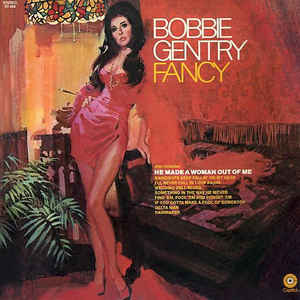 BOBBIE
GENTRY
FANCY
HE MADE A WOMAN OUT OF ME
RAINDROPS KEEP FALLIN' ON MY HEAD
I'LL NEVER FALL IN LOVE AGAIN
WEDDING BELL BLUES
SOMETHING IN THE WAY HE MOVES
FIND 'EM, FOOL 'EM AND FORGET 'EM
IF YOU GOTTA MAKE A FOOL OF SOMEBODY
DELTA MAN
RAINMAKER